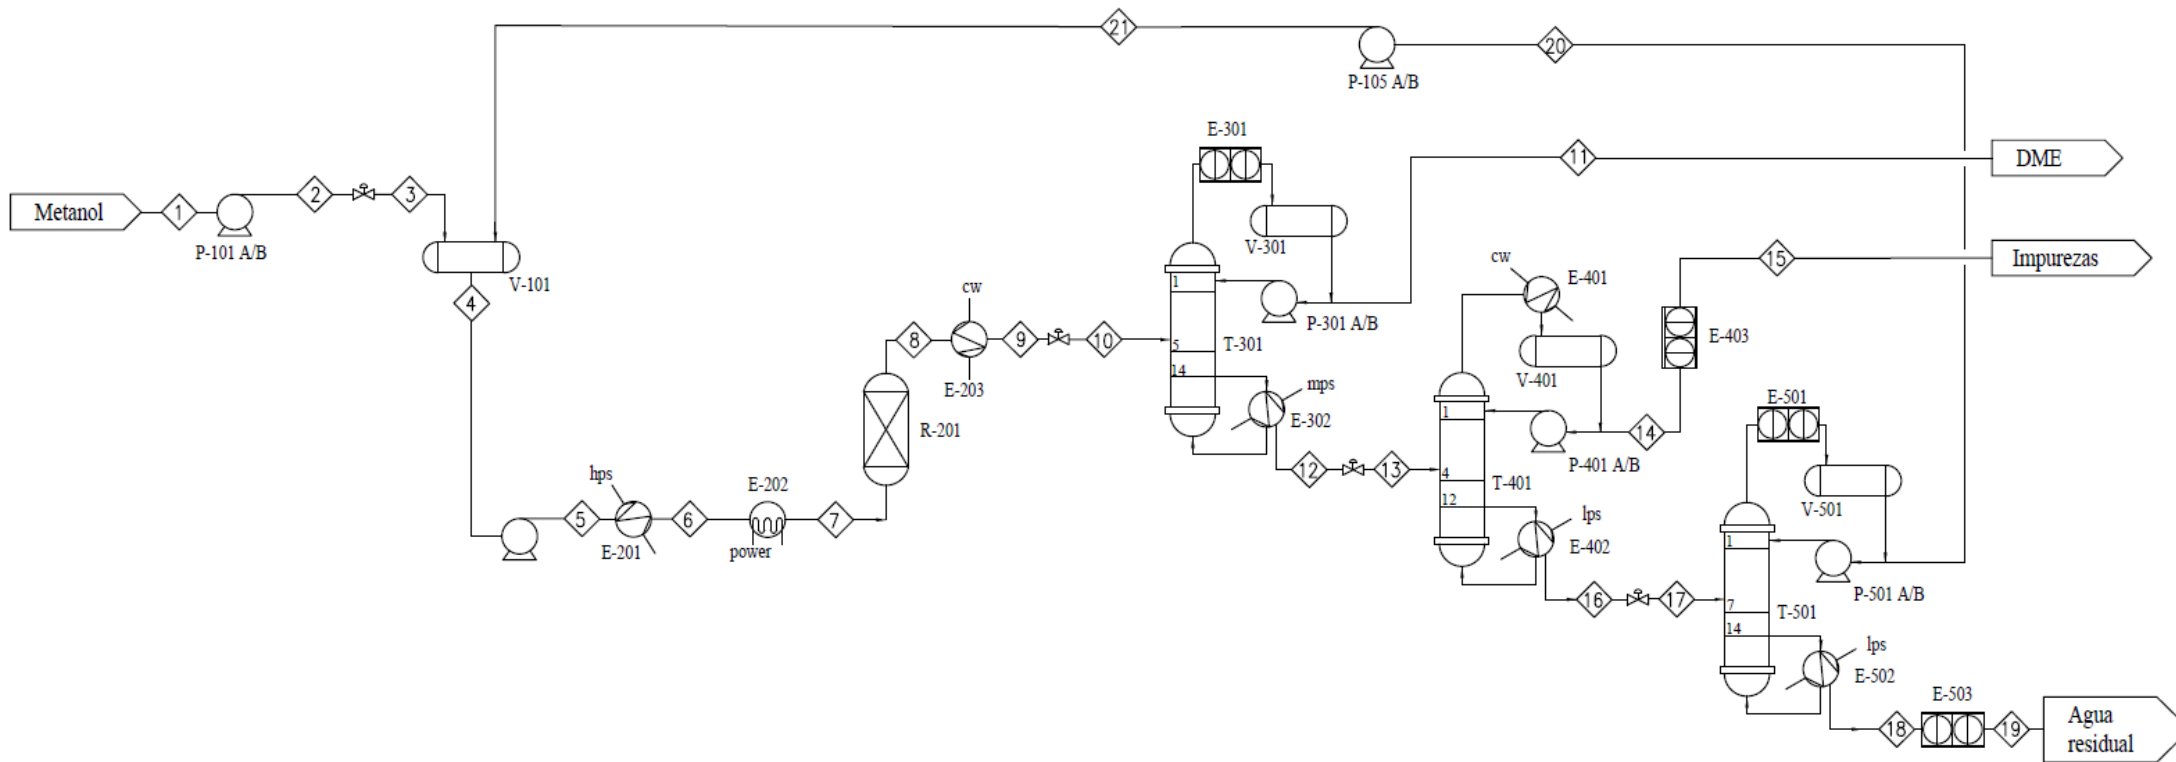 21
20
P-105 A/B
E-301
11
DME
Metanol
1
2
3
P-101 A/B
V-101
4
V-301
1
P-301 A/B
cw
E-401
15
Impurezas
cw
8
9
10
E-203
5
T-301
14
mps
E-302
V-401
E-403
R-201
1
14
P-401 A/B
E-501
hps
E-202
5
6
7
E-201
power
12
13
4
T-401
12
lps
E-402
V-501
1
P-501 A/B
16
17
7
T-501
14
lps
E-502
E-503
18
19
Agua
residual